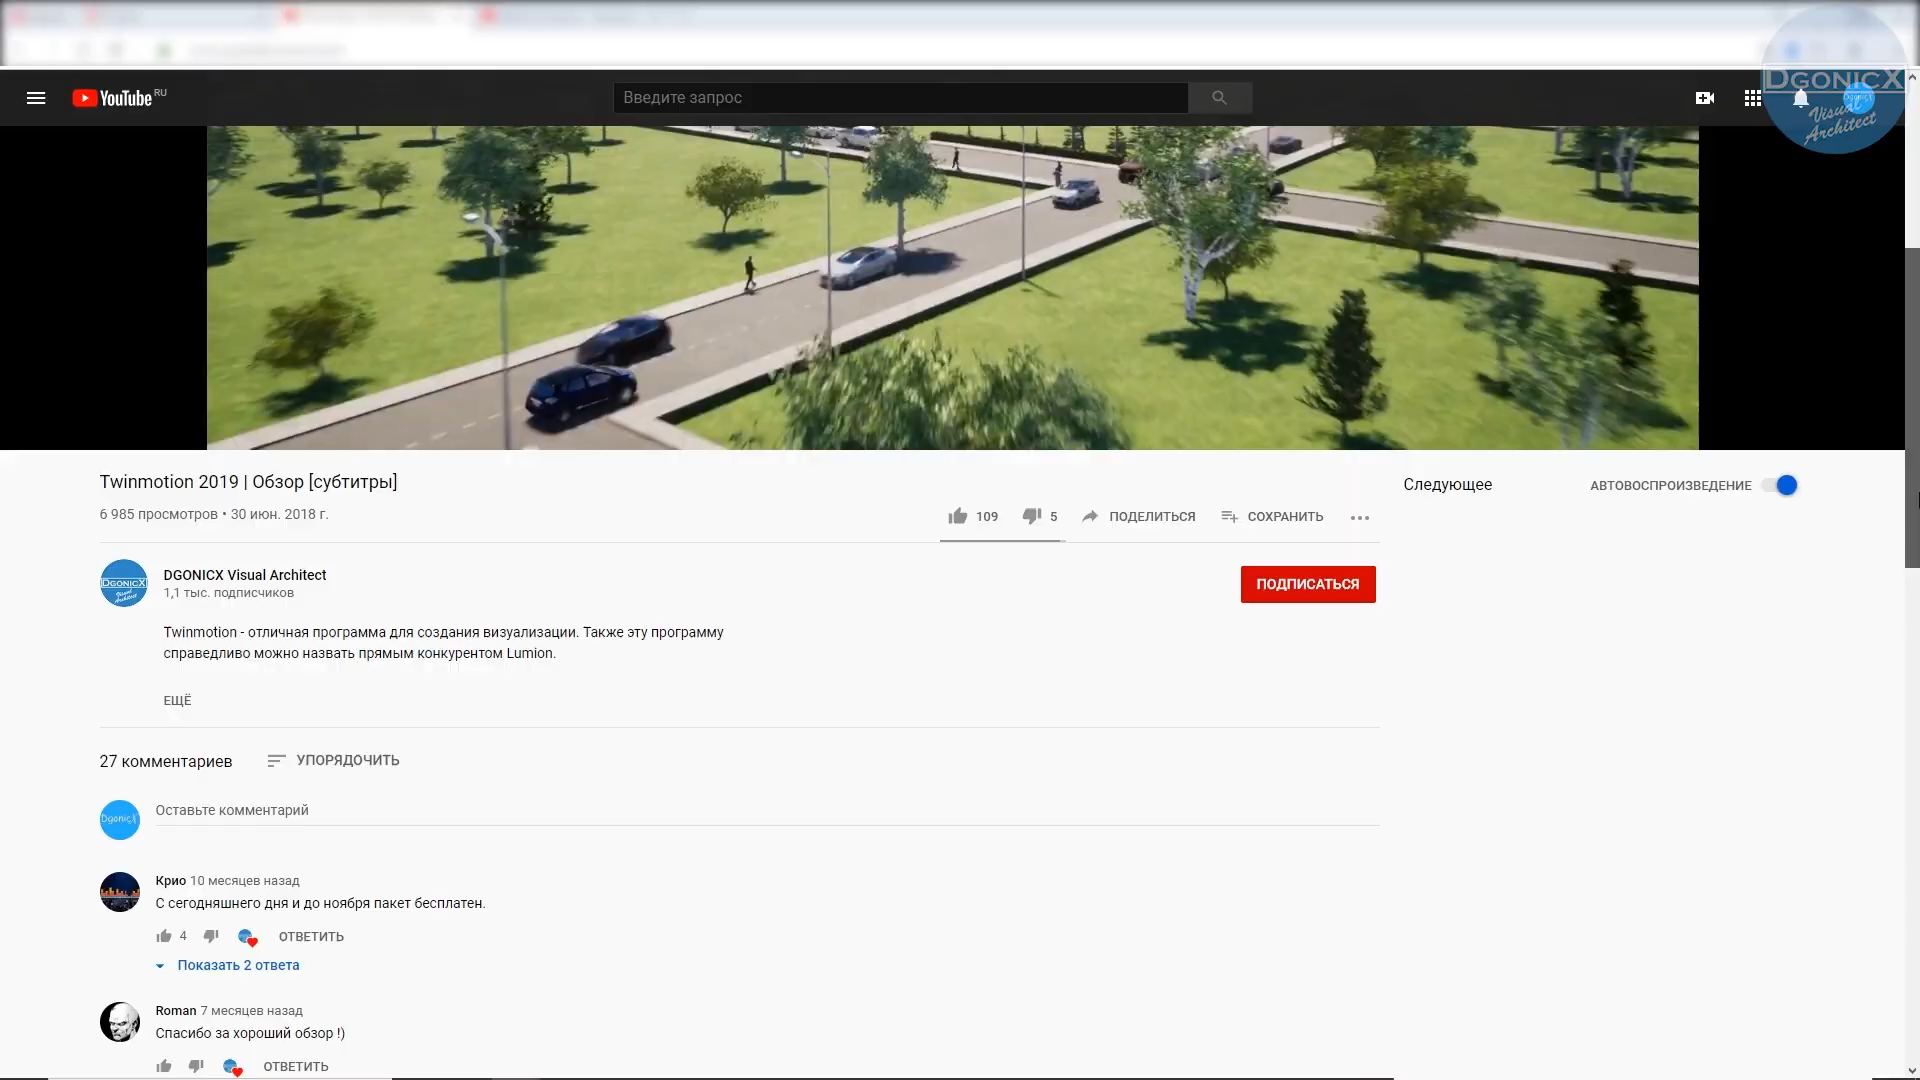 YouTube RU
Введите запрос
DGONICX
Visual
Architect
Twinmotion 2019 | Обзор [субтитры]
6 985 просмотров • 30 июн. 2018 г.
109
5
ПОДЕЛИТЬСЯ
СОХРАНИТЬ
Следующее
АВТОВОСПРОИЗВЕДЕНИЕ
DGONICX Visual Architect
1,1 тыс. подписчиков
ПОДПИСАТЬСЯ
Twinmotion - отличная программа для создания визуализации. Также эту программу
справедливо можно назвать прямым конкурентом Lumion.
ЕЩЁ
27 комментариев
УПОРЯДОЧИТЬ
DgonicX
Оставьте комментарий
Крио 10 месяцев назад
С сегодняшнего дня и до ноября пакет бесплатен.
4
ОТВЕТИТЬ
Показать 2 ответа
Roman 7 месяцев назад
Спасибо за хороший обзор !)
ОТВЕТИТЬ